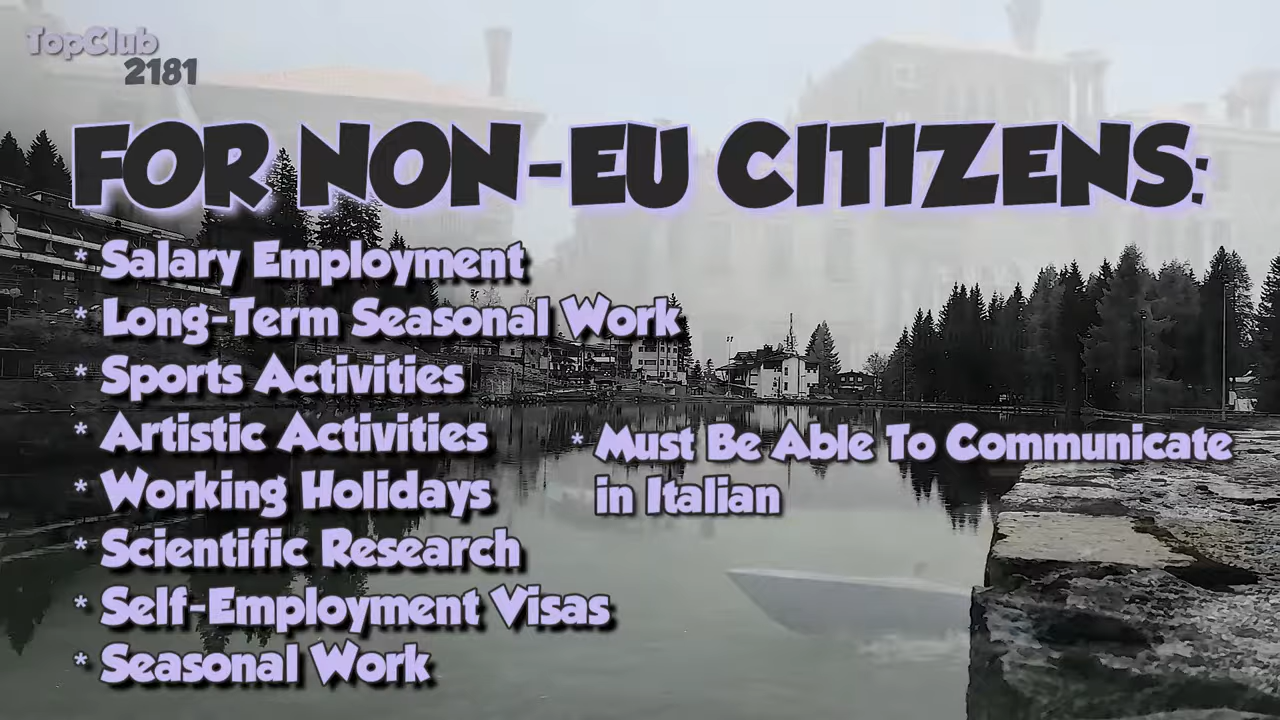 TopClub
2181
FOR NON-EU CITIZENS:
* Salary Employment
* Long-Term Seasonal Work
* Sports Activities
* Artistic Activities
* Working Holidays
* Scientific Research
* Self-Employment Visas
* Seasonal Work
* Must Be Able To Communicate
in Italian